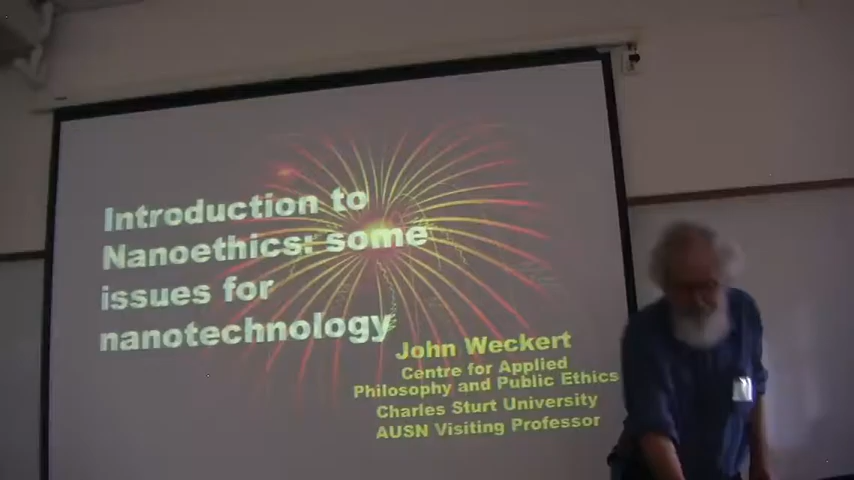 Introduction to
Nanoethics: some
issues for
nanotechnology
John Weckert
Centre for Applied
Philosophy and Public Ethics
Charles Sturt University
AUSN Visiting Professor